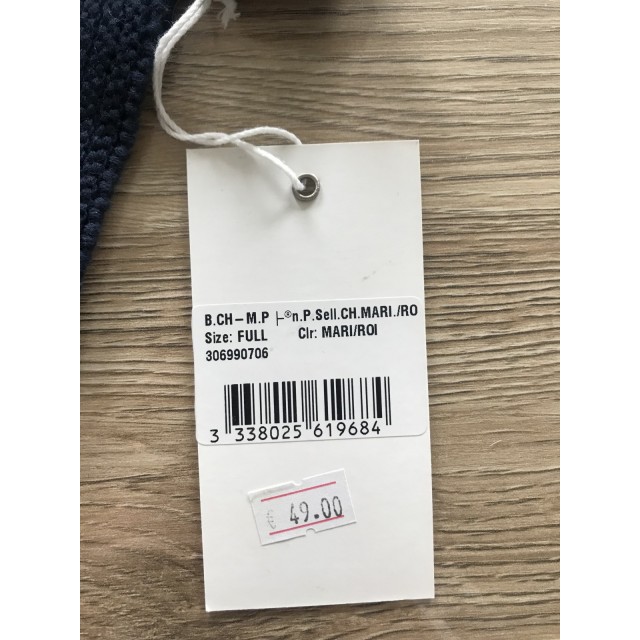 B.CH–M.P ├®n.P.Sell.CH.MARI./RO
Size: FULL Clr: MARI/ROI
306990706
3 338025 619684
49.00